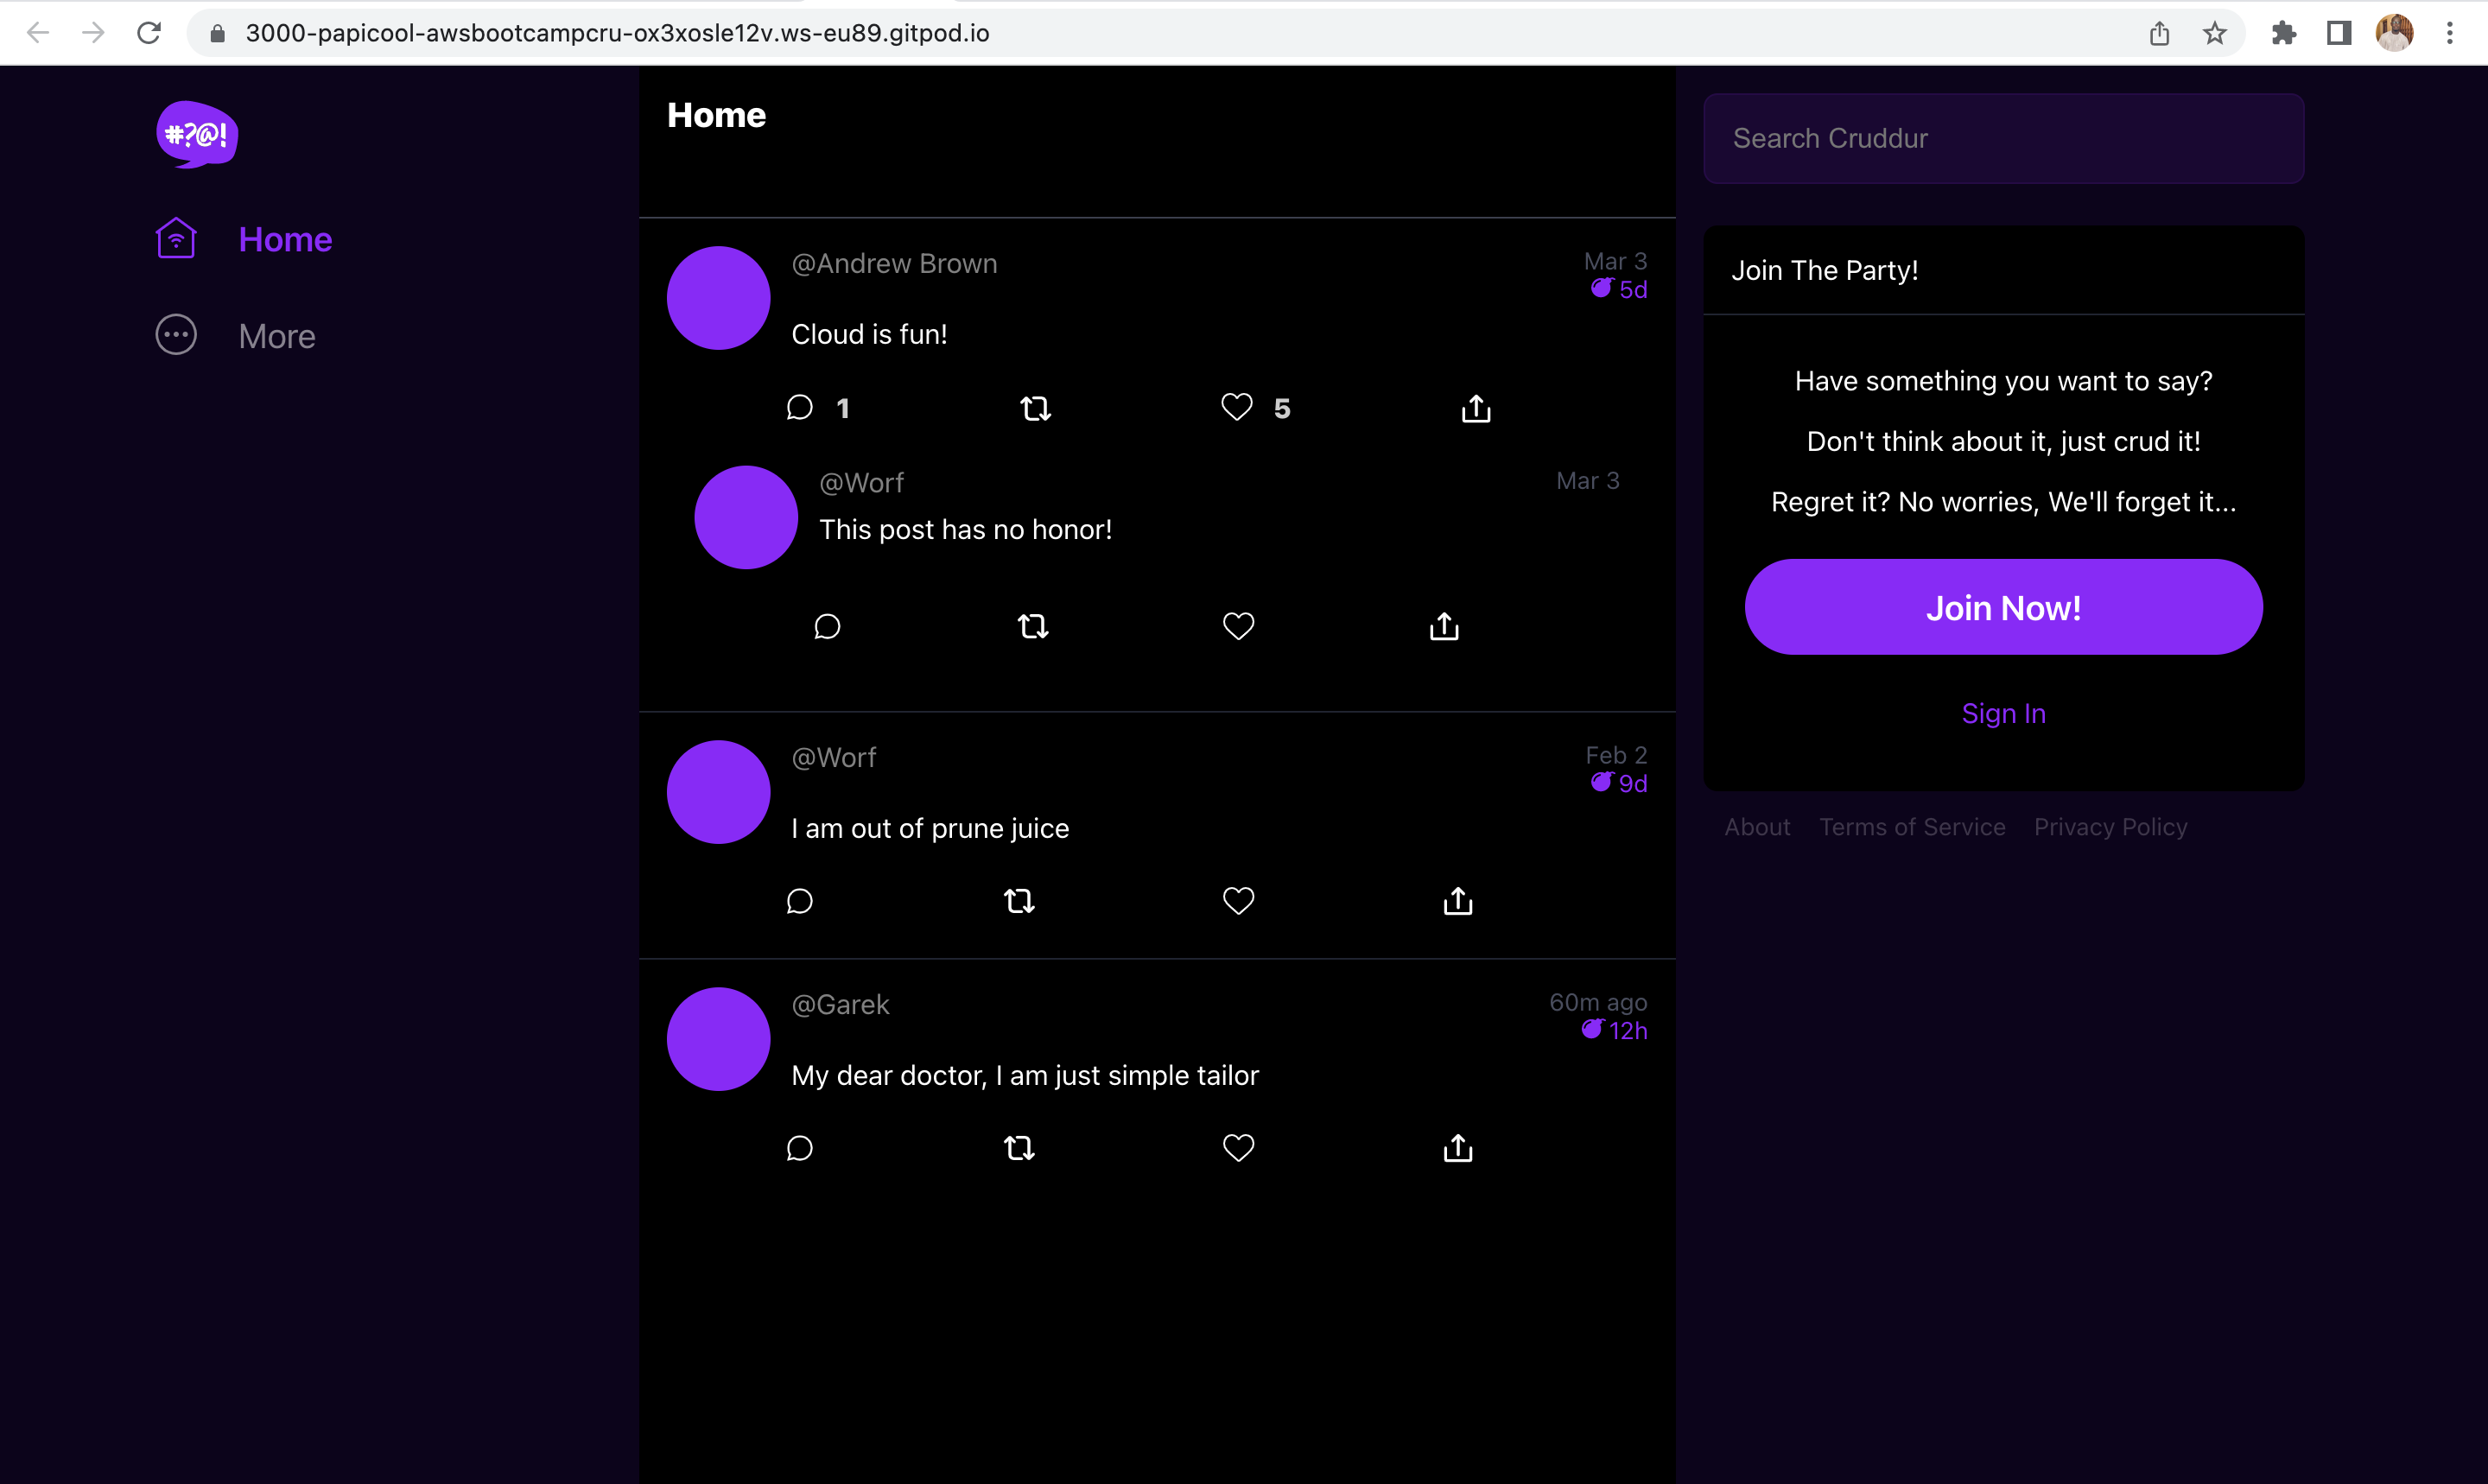 3000-papicool-awsbootcampcru-ox3xosle12v.ws-eu89.gitpod.io
#?@!
Home
More
Home
@Andrew Brown
Mar 3
5d
Cloud is fun!
1
5
@Worf
Mar 3
This post has no honor!
@Worf
Feb 2
9d
I am out of prune juice
@Garek
60m ago
12h
My dear doctor, I am just simple tailor
Search Cruddur
Join The Party!
Have something you want to say?
Don't think about it, just crud it!
Regret it? No worries, We'll forget it...
Join Now!
Sign In
About Terms of Service Privacy Policy